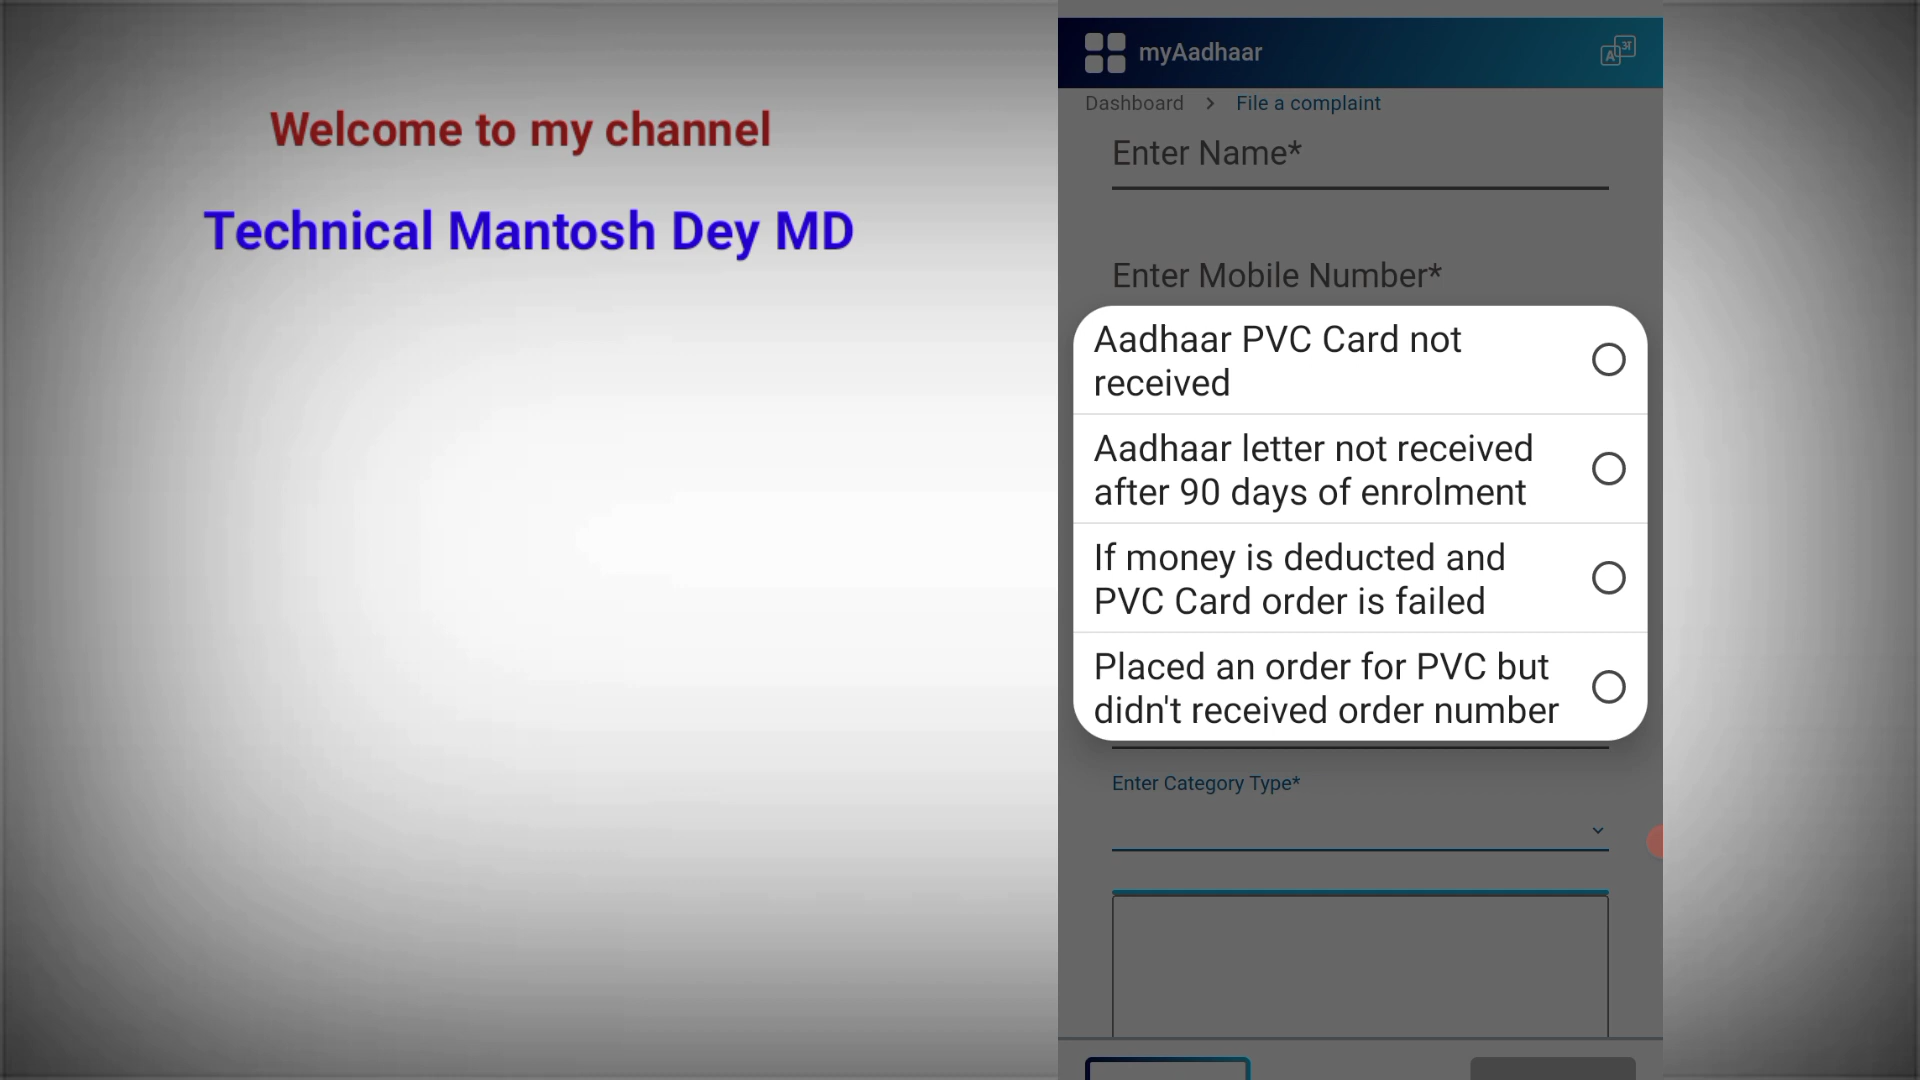 Welcome to my channel
Technical Mantosh Dey MD
myAadhaar
A अ
Dashboard > File a complaint
Enter Name*
Enter Mobile Number*
Aadhaar PVC Card not
received
Aadhaar letter not received
after 90 days of enrolment
If money is deducted and
PVC Card order is failed
Placed an order for PVC but
didn't received order number
Enter Category Type*